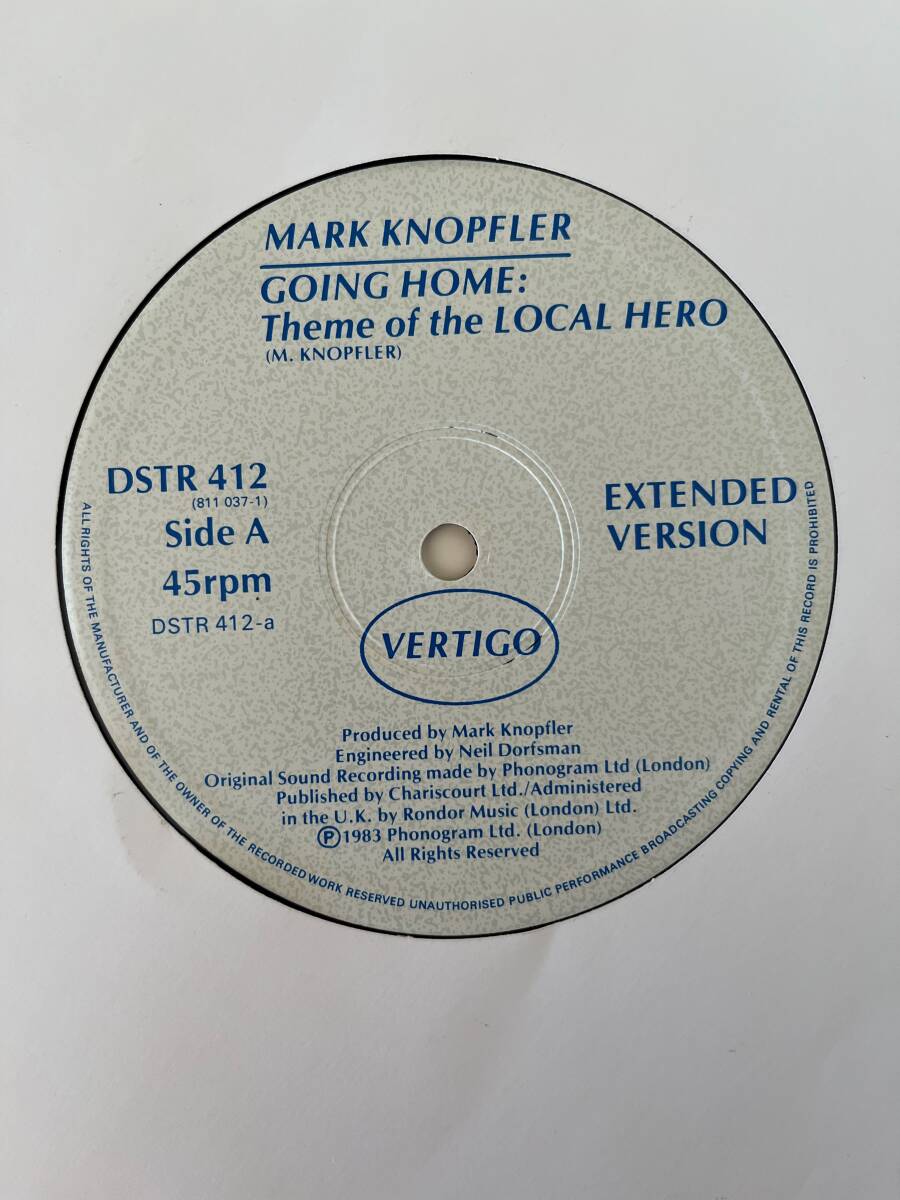 MARK KNOPFLER
GOING HOME:
Theme of the LOCAL HERO
(M. KNOPFLER)
DSTR 412
(811 037-1)
Side A
45rpm
DSTR 412-a
EXTENDED
VERSION
VERTIGO
Produced by Mark Knopfler
Engineered by Neil Dorfsman
Original Sound Recording made by Phonogram Ltd (London)
Published by Chariscourt Ltd./Administered
in the U.K. by Rondor Music (London) Ltd.
Ⓟ1983 Phonogram Ltd. (London)
All Rights Reserved
ALL RIGHTS OF THE MANUFACTURER AND OF THE OWNER OF THE RECORDED WORK RESERVED UNAUTHORISED PUBLIC PERFORMANCE BROADCASTING COPYING AND RENTAL OF THIS RECORD IS PROHIBITED